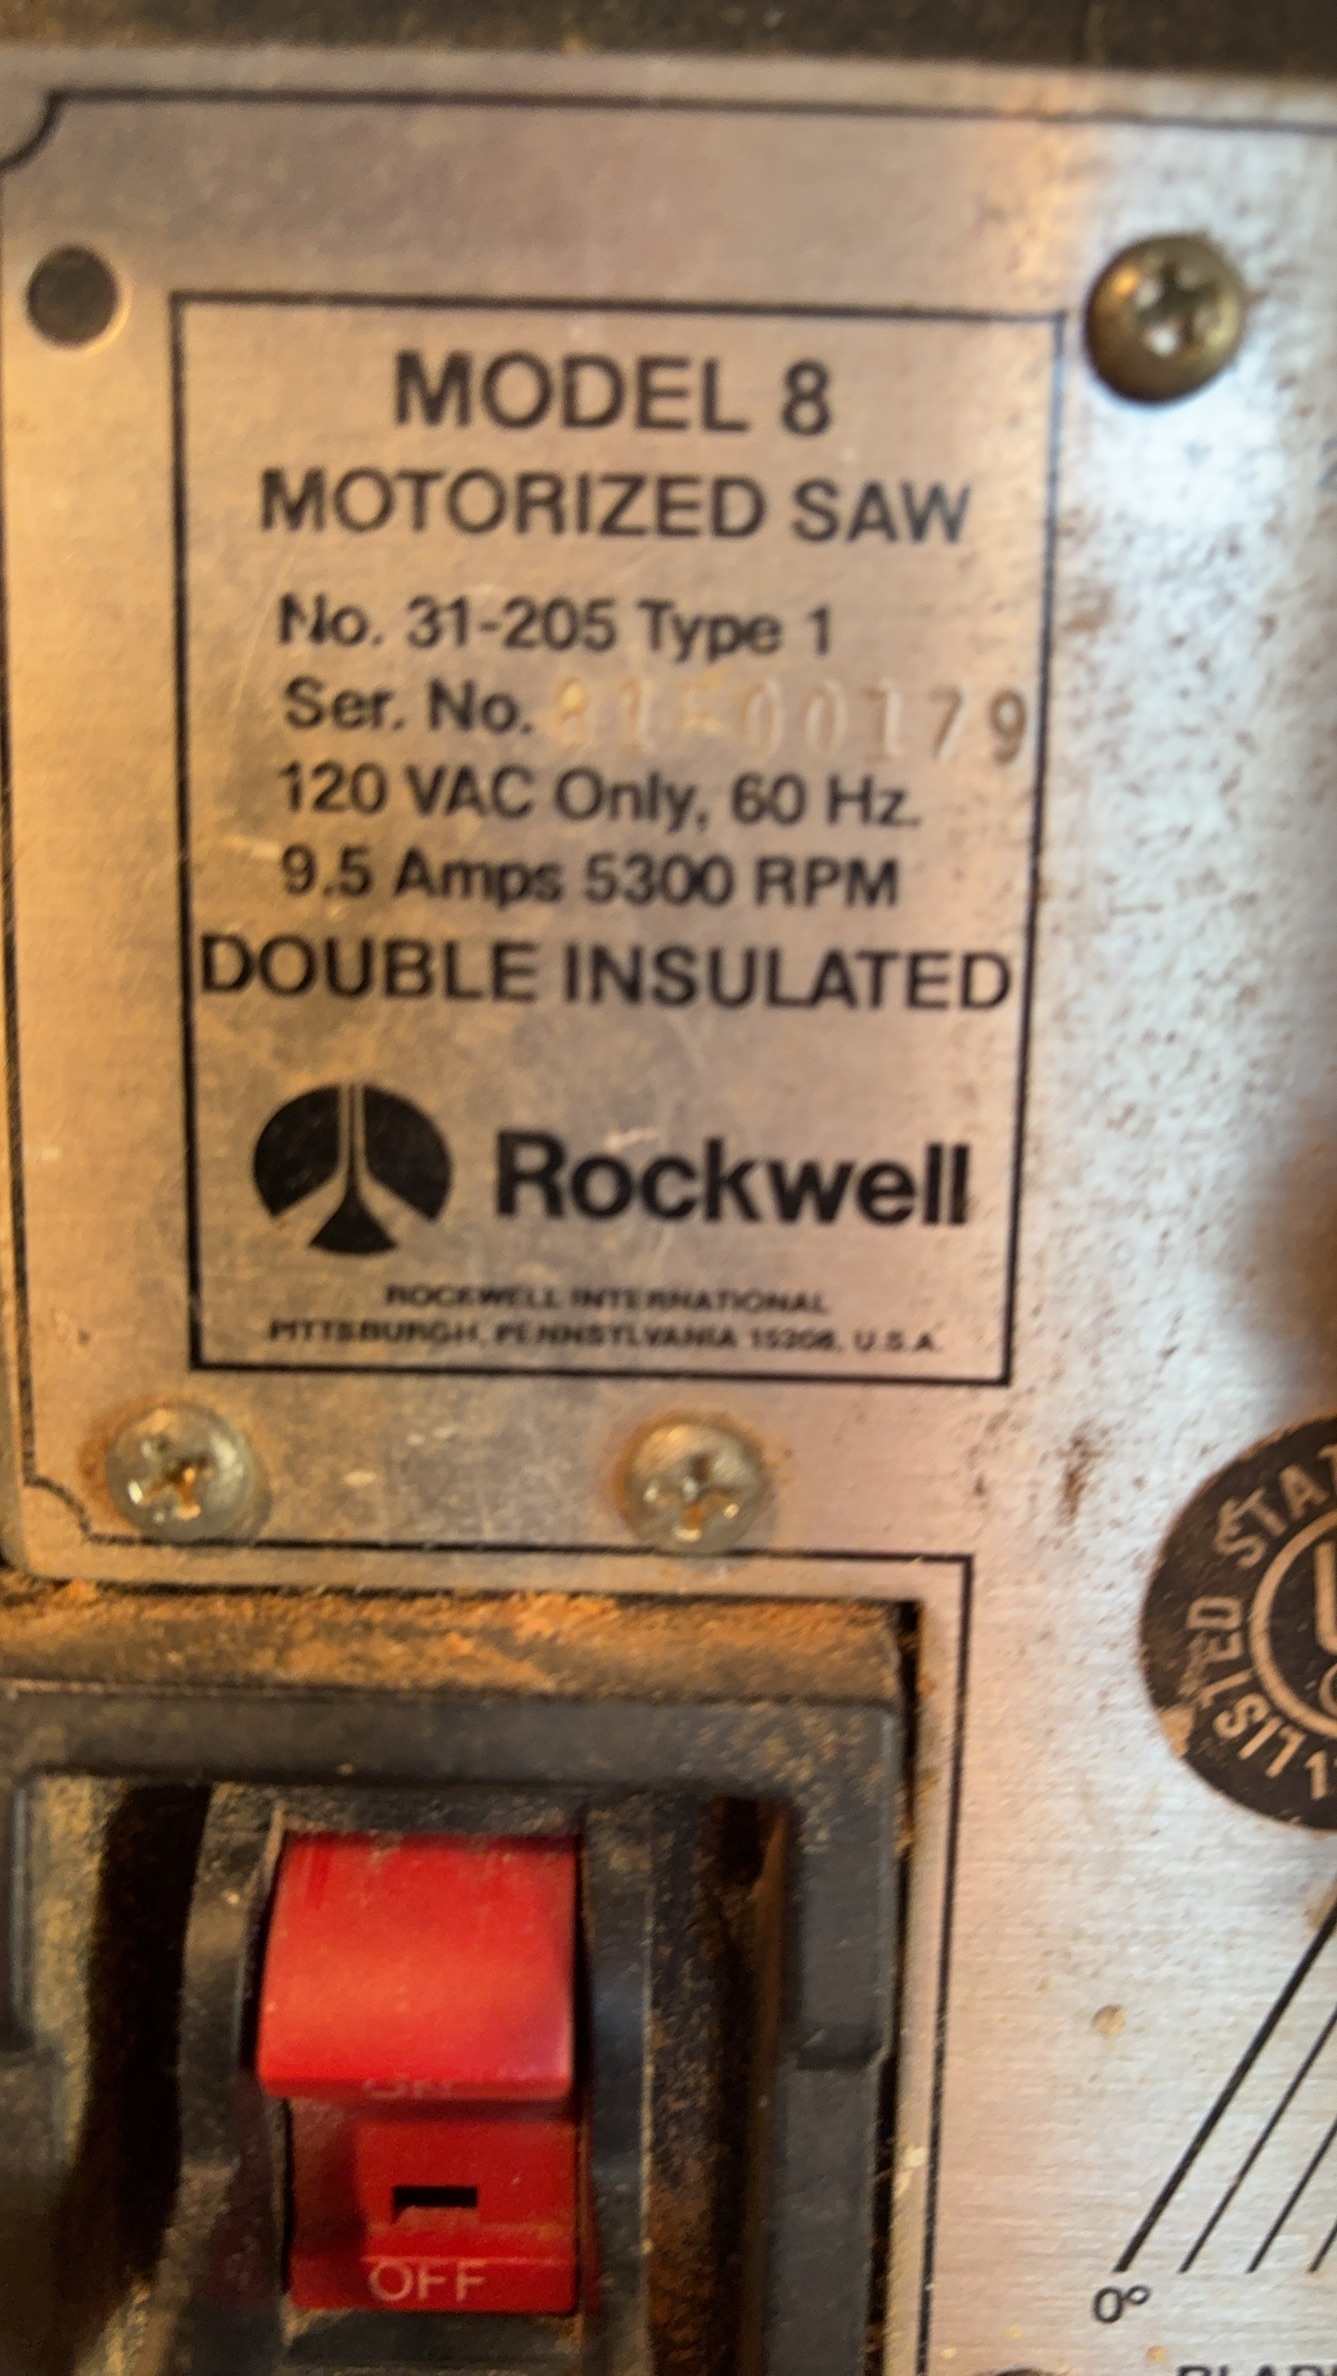 MODEL 8
MOTORIZED SAW
No. 31-205 Type 1
Ser. No.
120 VAC Only, 60 Hz.
9.5 Amps 5300 RPM
DOUBLE INSULATED
Rockwell
ROCKWELL INTERNATIONAL
PITTSBURGH, PENNSYLVANIA 15208, U.S.A.
LISTED
OFF
0°